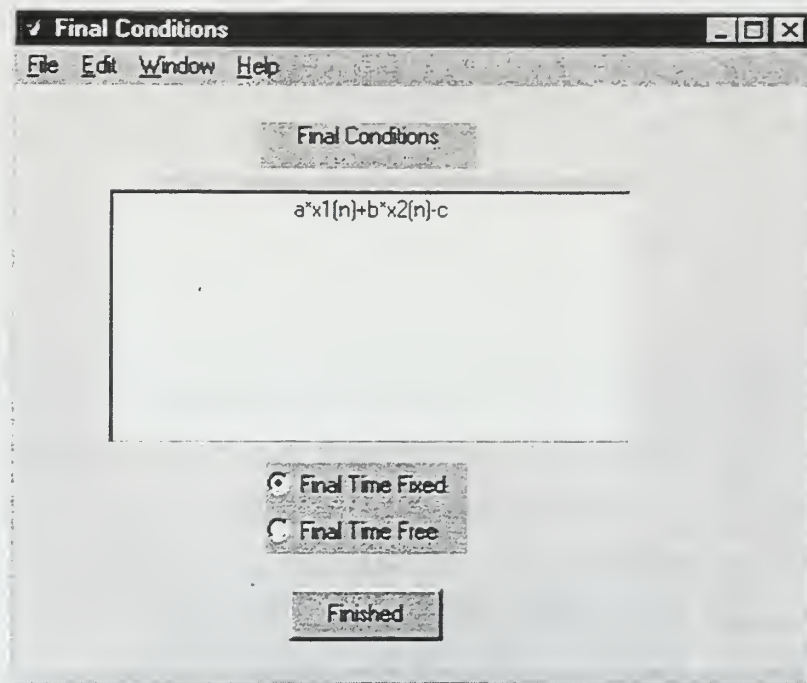 Final Conditions
File Edit Window Help
Final Conditions
a*x1(n)+b*x2(n)-c
Final Time Fixed
Final Time Free
Finished